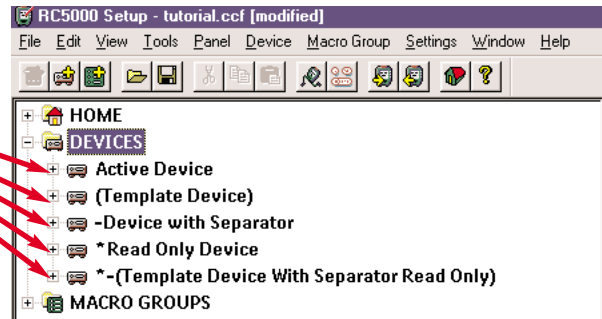 RC5000 Setup - tutorial.ccf [modified]
File Edit View Tools Panel Device Macro Group Settings Window Help
HOME
DEVICES
Active Device
(Template Device)
-Device with Separator
*Read Only Device
*-(Template Device With Separator Read Only)
MACRO GROUPS